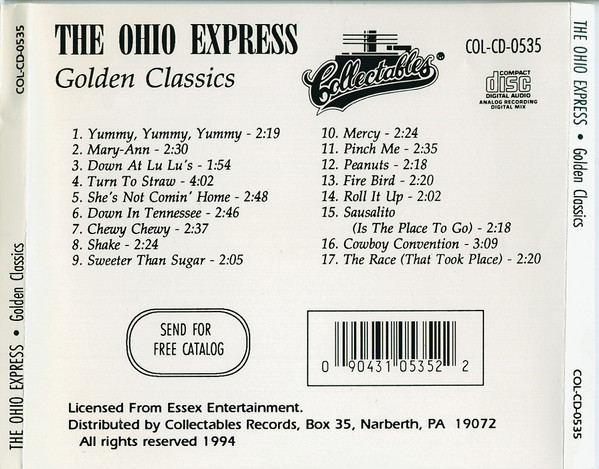 COL-CD-0535
THE OHIO EXPRESS • Golden Classics
THE OHIO EXPRESS
Golden Classics
Collectables®
COL-CD-0535
COMPACT
disc
DIGITAL AUDIO
ANALOG RECORDING
DIGITAL MIX
1. Yummy, Yummy, Yummy - 2:19
2. Mary-Ann - 2:30
3. Down At Lu Lu's - 1:54
4. Turn To Straw - 4:02
5. She's Not Comin' Home - 2:48
6. Down In Tennessee - 2:46
7. Chewy Chewy - 2:37
8. Shake - 2:24
9. Sweeter Than Sugar - 2:05
10. Mercy - 2:24
11. Pinch Me - 2:35
12. Peanuts - 2:18
13. Fire Bird - 2:20
14. Roll It Up - 2:02
15. Sausalito
(Is The Place To Go) - 2:18
16. Cowboy Convention - 3:09
17. The Race (That Took Place) - 2:20
SEND FOR
FREE CATALOG
0 90431 05352 2
Licensed From Essex Entertainment.
Distributed by Collectables Records, Box 35, Narberth, PA 19072
All rights reserved 1994
THE OHIO EXPRESS • Golden Classics
COL-CD-0535